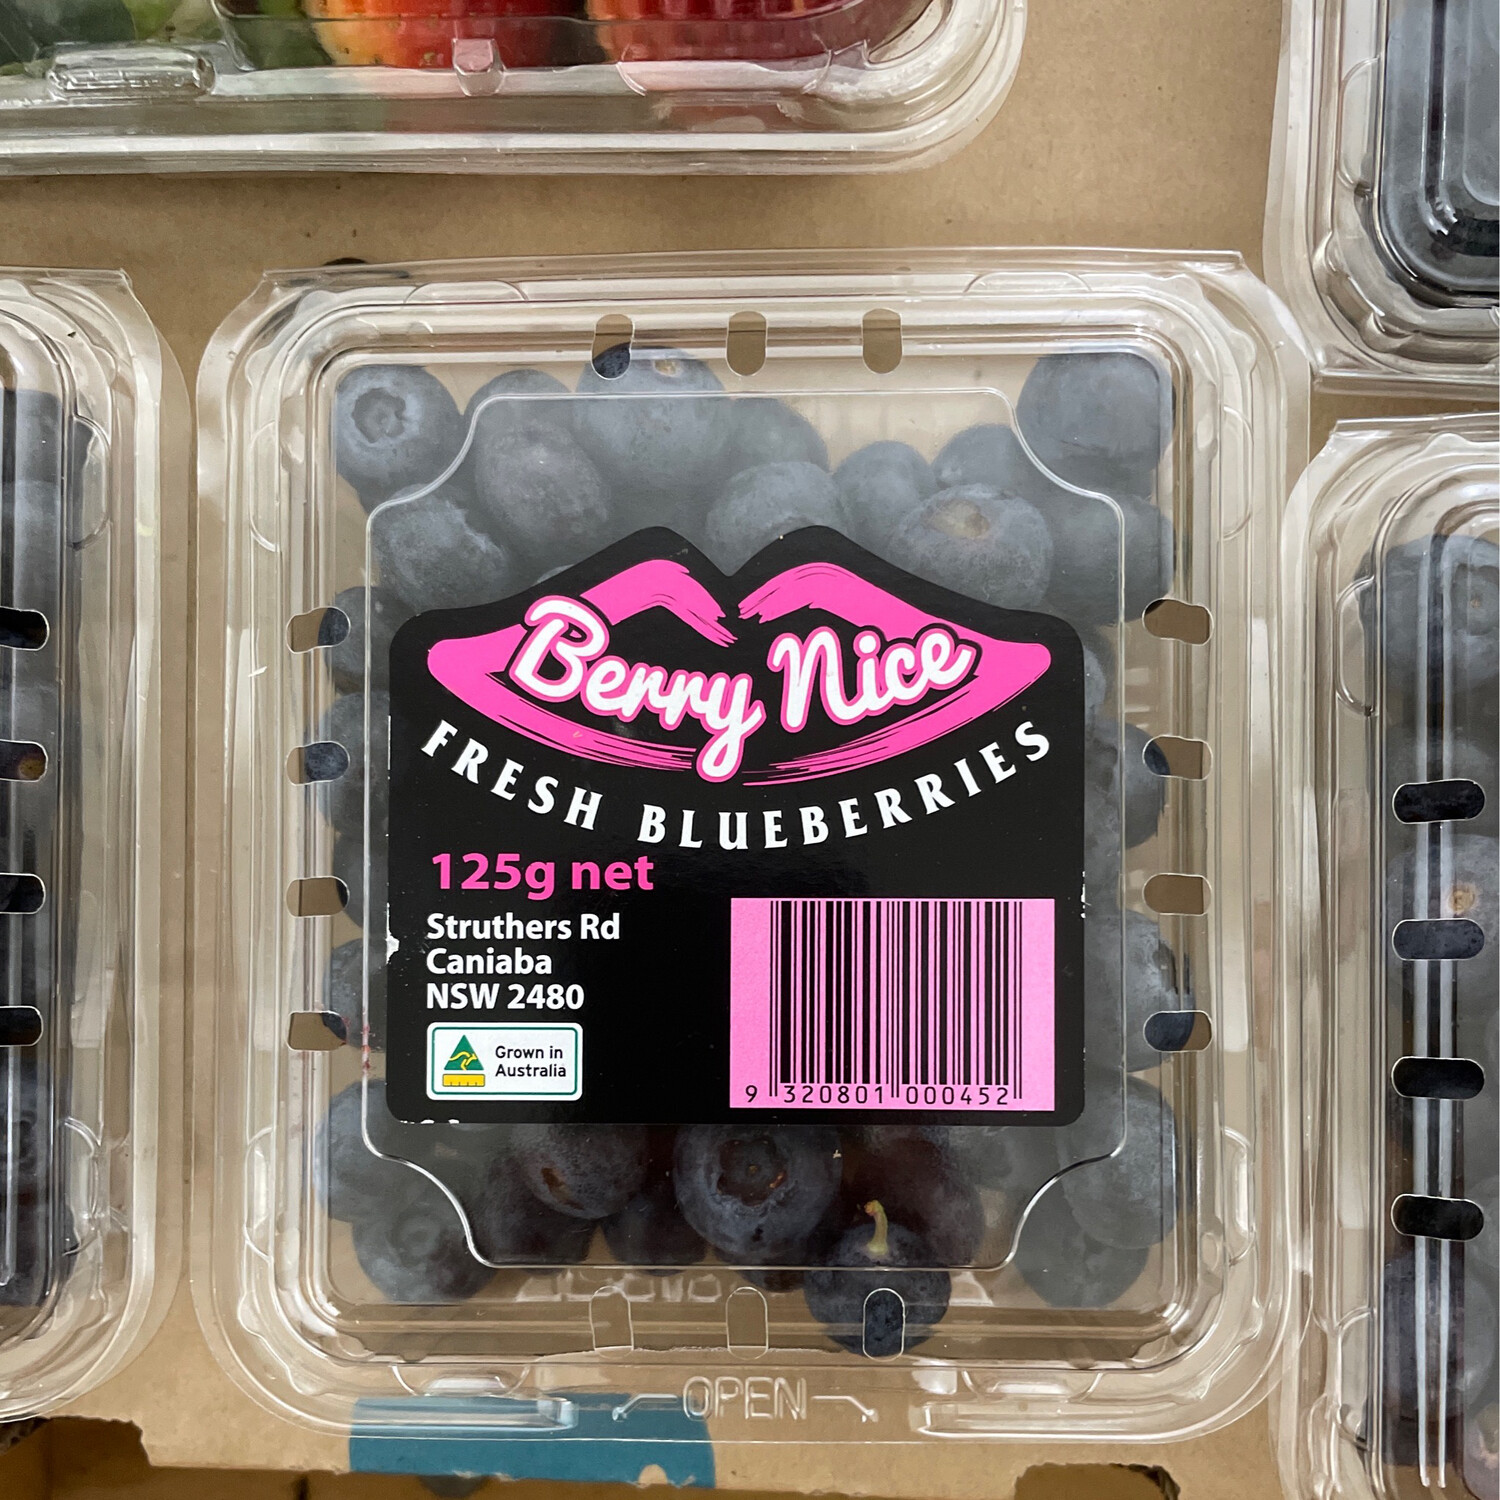 Berry Nice
FRESH BLUEBERRIES
125g net
Struthers Rd
Caniaba
NSW 2480
Grown in
Australia
9 320801 000452
OPEN